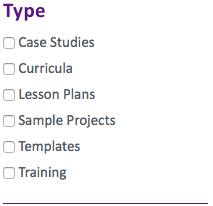 Type
Case Studies
Curricula
Lesson Plans
Sample Projects
Templates
Training